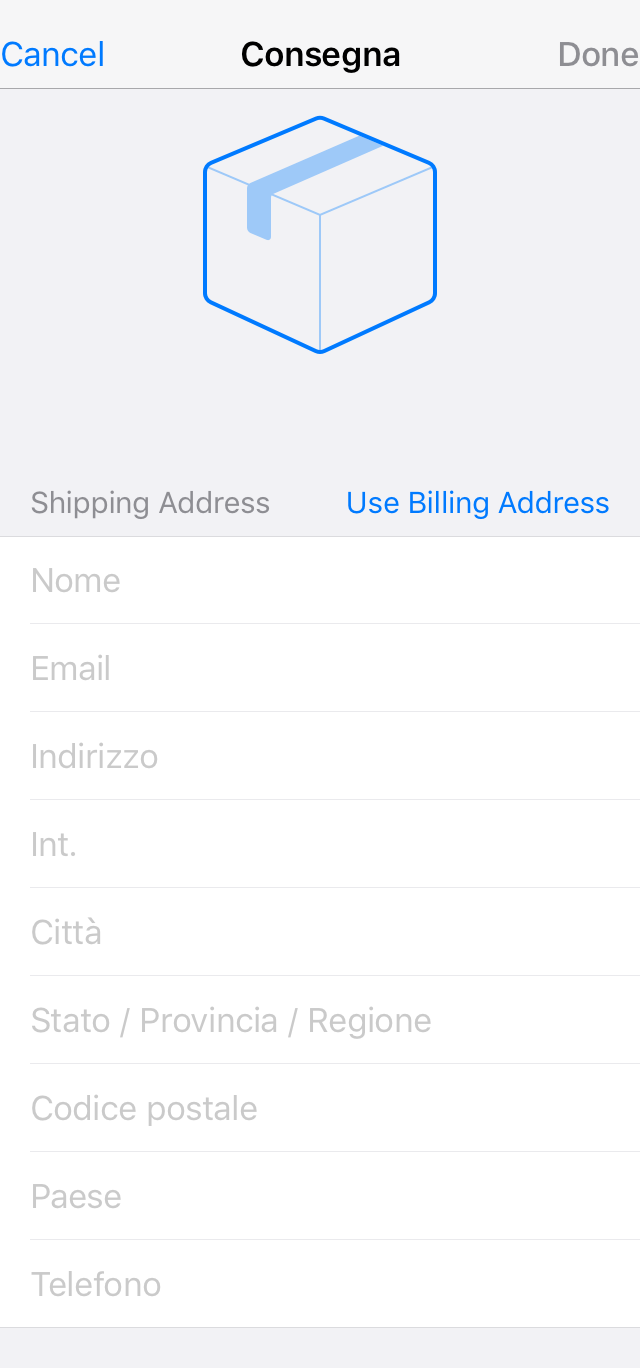 Cancel Consegna Done
Shipping Address Use Billing Address
Nome
Email
Indirizzo
Int.
Città
Stato / Provincia / Regione
Codice postale
Paese
Telefono